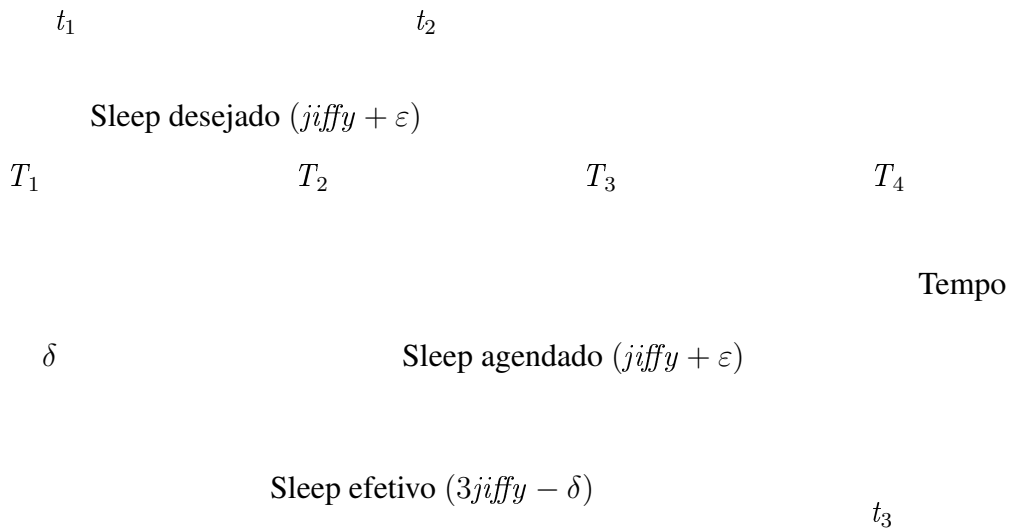 t₁ t₂
Sleep desejado (jiffy + ε)
T₁ T₂ T₃ T₄
Tempo
δ Sleep agendado (jiffy + ε)
Sleep efetivo (3jiffy − δ)
t₃